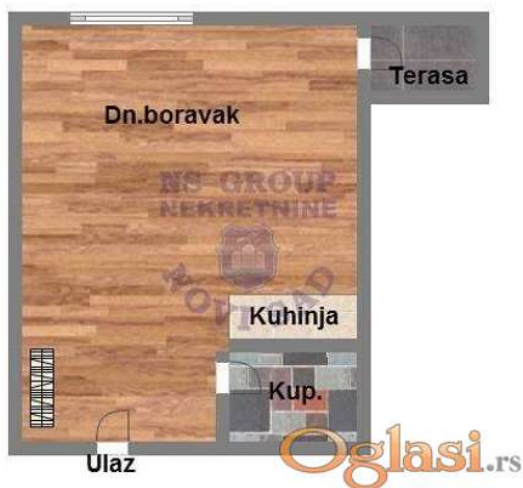 Terasa
Dn.boravak
NS GROUP
NEKRETNINE
NOVI SAD
Kuhinja
Kup.
Ulaz
Oglasi.rs